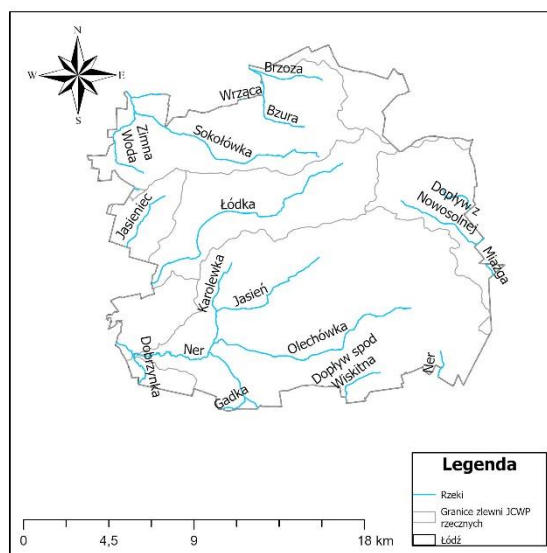 N
W
E
S
Brzoza
Wrząca
Bzura
Zimna
Woda
Sokołówka
Dopływ z
Nowosolnej
Łódka
Jasieniec
Miazga
Karolewka
Jasień
Olechówka
Ner
Dobrzynka
Dopływ spod
Wiskitna
Ner
Gadka
Legenda
Rzeki
Granice zlewni JCWP
rzecznych
Łódź
0
4,5
9
18 km